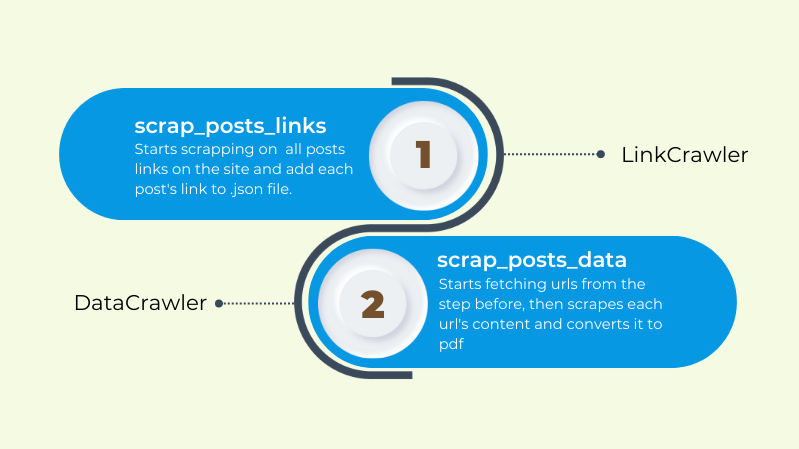 scrap_posts_links
Starts scrapping on  all posts
links on the site and add each
post's link to .json file.
1
LinkCrawler
DataCrawler
2
scrap_posts_data
Starts fetching urls from the
step before, then scrapes each
url's content and converts it to
pdf